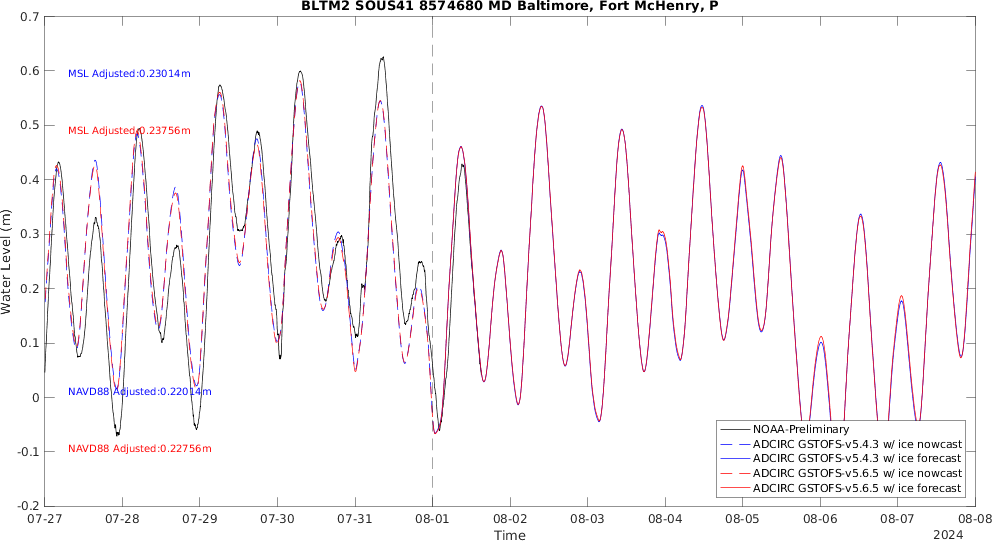 BLTM2 SOUS41 8574680 MD Baltimore, Fort McHenry, P
Water Level (m)
0.7
0.6
0.5
0.4
0.3
0.2
0.1
0
-0.1
-0.2
MSL Adjusted:0.23014m
MSL Adjusted:0.23756m
NAVD88 Adjusted:0.22014m
NAVD88 Adjusted:0.22756m
NOAA-Preliminary
ADCIRC GSTOFS-v5.4.3 w/ ice nowcast
ADCIRC GSTOFS-v5.4.3 w/ ice forecast
ADCIRC GSTOFS-v5.6.5 w/ ice nowcast
ADCIRC GSTOFS-v5.6.5 w/ ice forecast
07-27 07-28 07-29 07-30 07-31 08-01 08-02 08-03 08-04 08-05 08-06 08-07 08-08
Time
2024